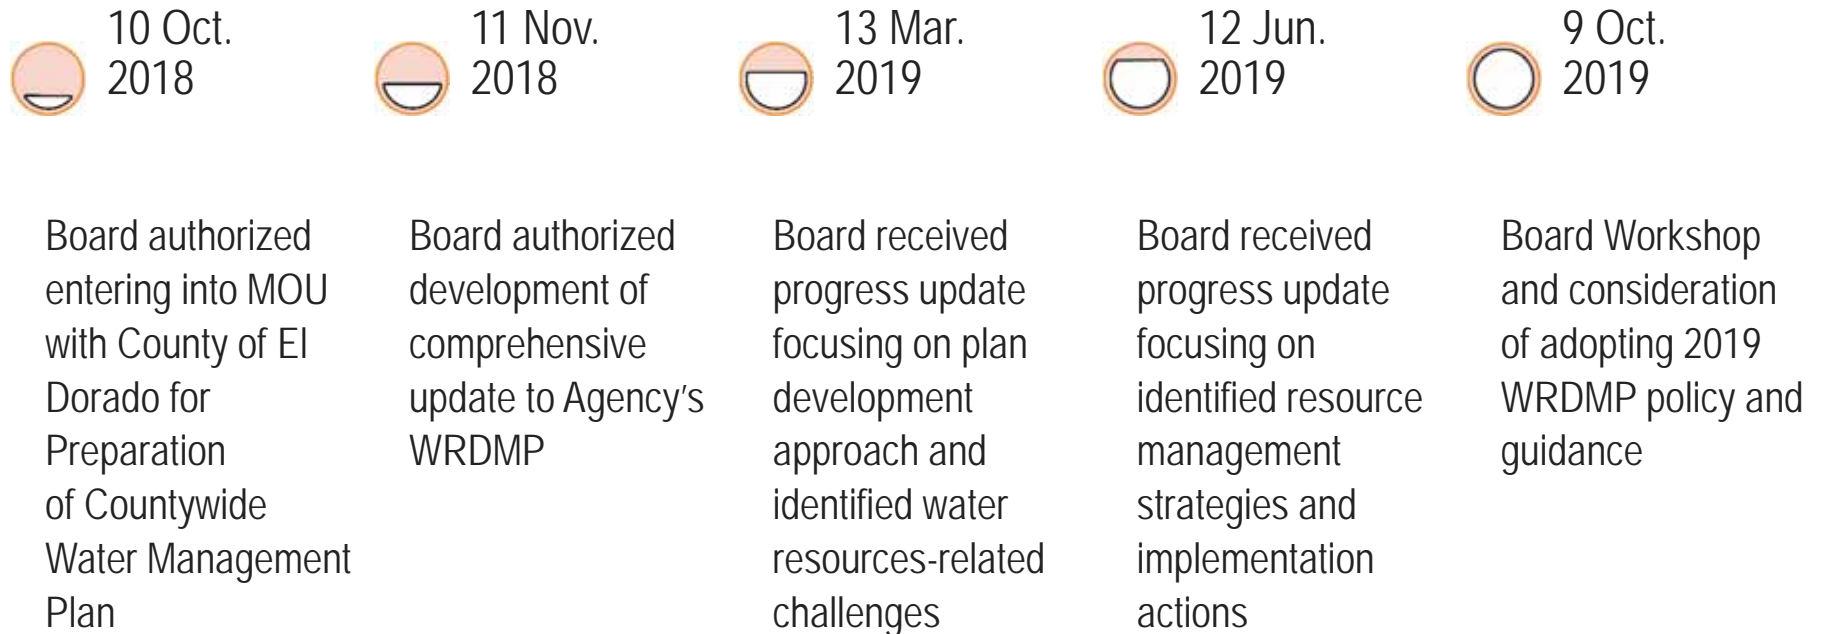 10 Oct.
2018
Board authorized
entering into MOU
with County of El
Dorado for
Preparation
of Countywide
Water Management
Plan
11 Nov.
2018
Board authorized
development of
comprehensive
update to Agency’s
WRDMP
13 Mar.
2019
Board received
progress update
focusing on plan
development
approach and
identified water
resources-related
challenges
12 Jun.
2019
Board received
progress update
focusing on
identified resource
management
strategies and
implementation
actions
9 Oct.
2019
Board Workshop
and consideration
of adopting 2019
WRDMP policy and
guidance